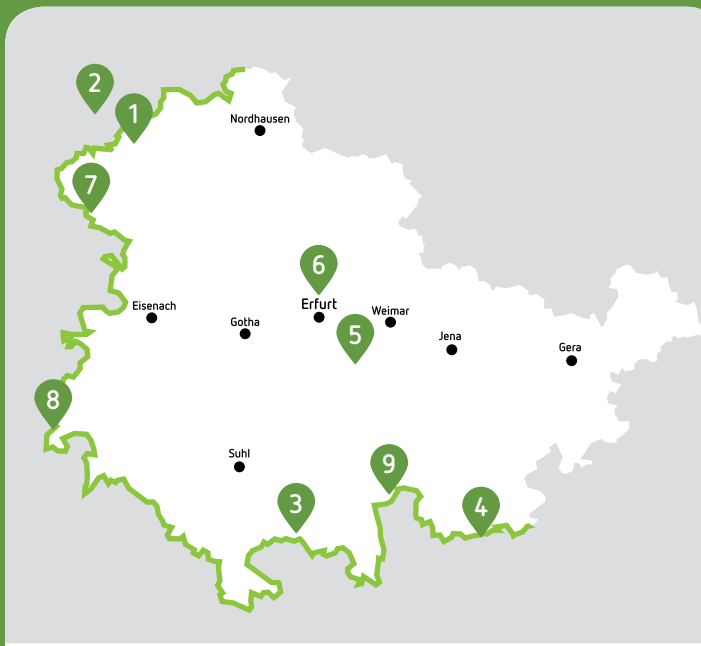 2
1
Nordhausen
7
6
Erfurt
Eisenach
Weimar
Gotha
5
Jena
Gera
8
Suhl
9
3
4